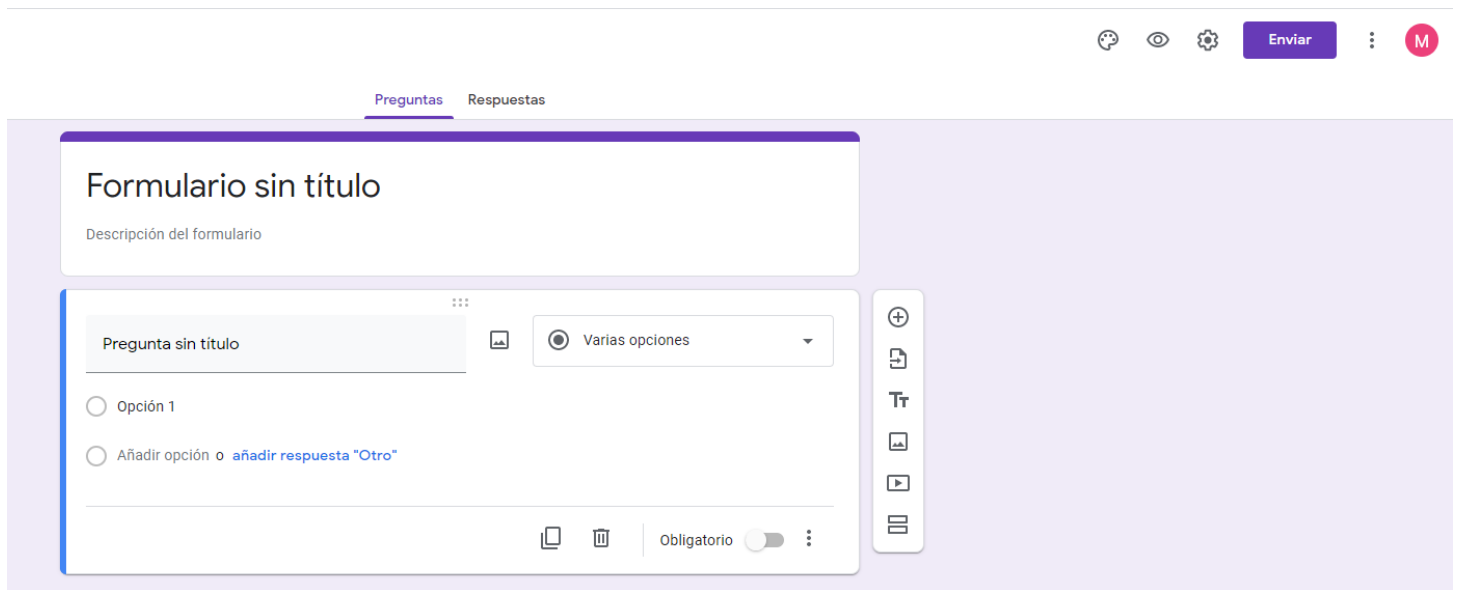 Enviar
M
Preguntas Respuestas
Formulario sin título
Descripción del formulario
Pregunta sin título
Varias opciones
Opción 1
Añadir opción o añadir respuesta "Otro"
Tт
Obligatorio